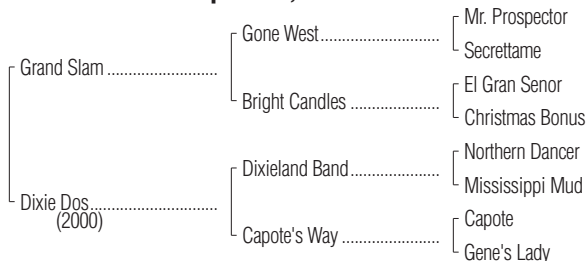 Mr. Prospector
Gone West
Secrettame
Grand Slam
El Gran Senor
Bright Candles
Christmas Bonus
Northern Dancer
Dixieland Band
Mississippi Mud
Dixie Dos
(2000)
Capote
Capote's Way
Gene's Lady